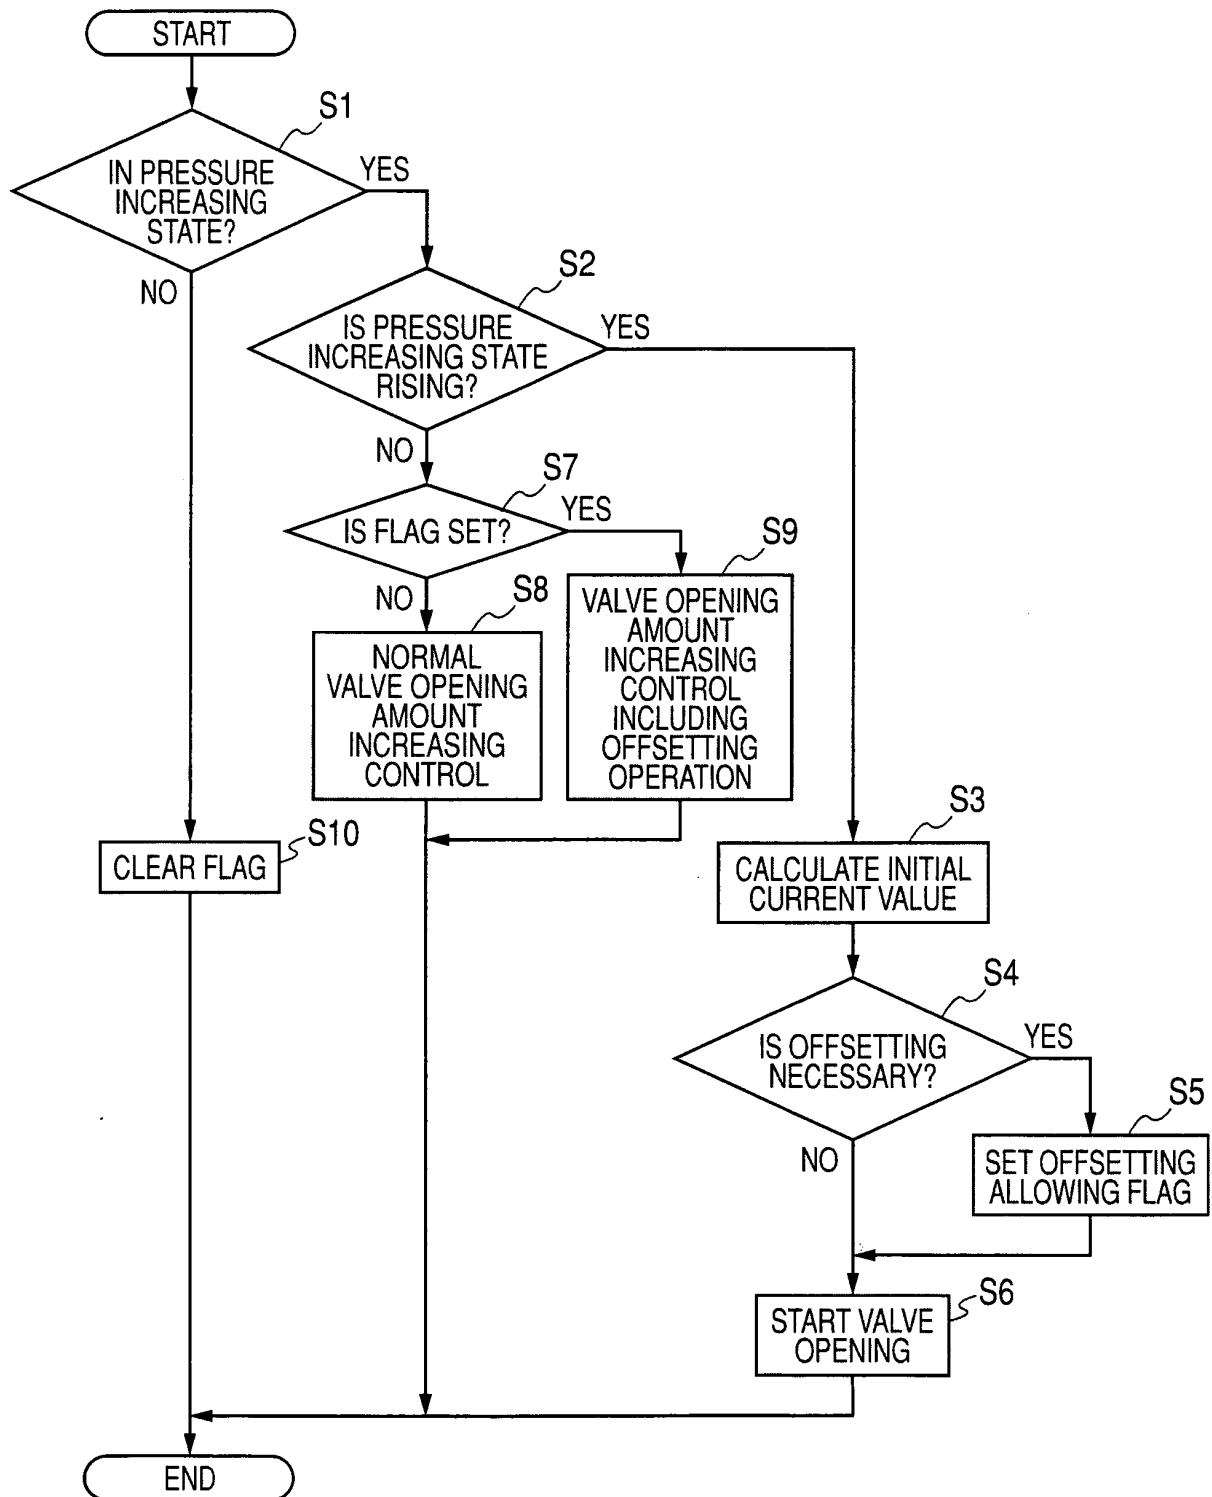 START
S1
IN PRESSURE
INCREASING
STATE?
YES
NO
S2
IS PRESSURE
INCREASING STATE
RISING?
YES
NO
S7
IS FLAG SET?
YES
NO
S9
VALVE OPENING
AMOUNT
INCREASING
CONTROL
INCLUDING
OFFSETTING
OPERATION
S8
NORMAL
VALVE OPENING
AMOUNT
INCREASING
CONTROL
S10
CLEAR FLAG
S3
CALCULATE INITIAL
CURRENT VALUE
S4
IS OFFSETTING
NECESSARY?
YES
NO
S5
SET OFFSETTING
ALLOWING FLAG
S6
START VALVE
OPENING
END